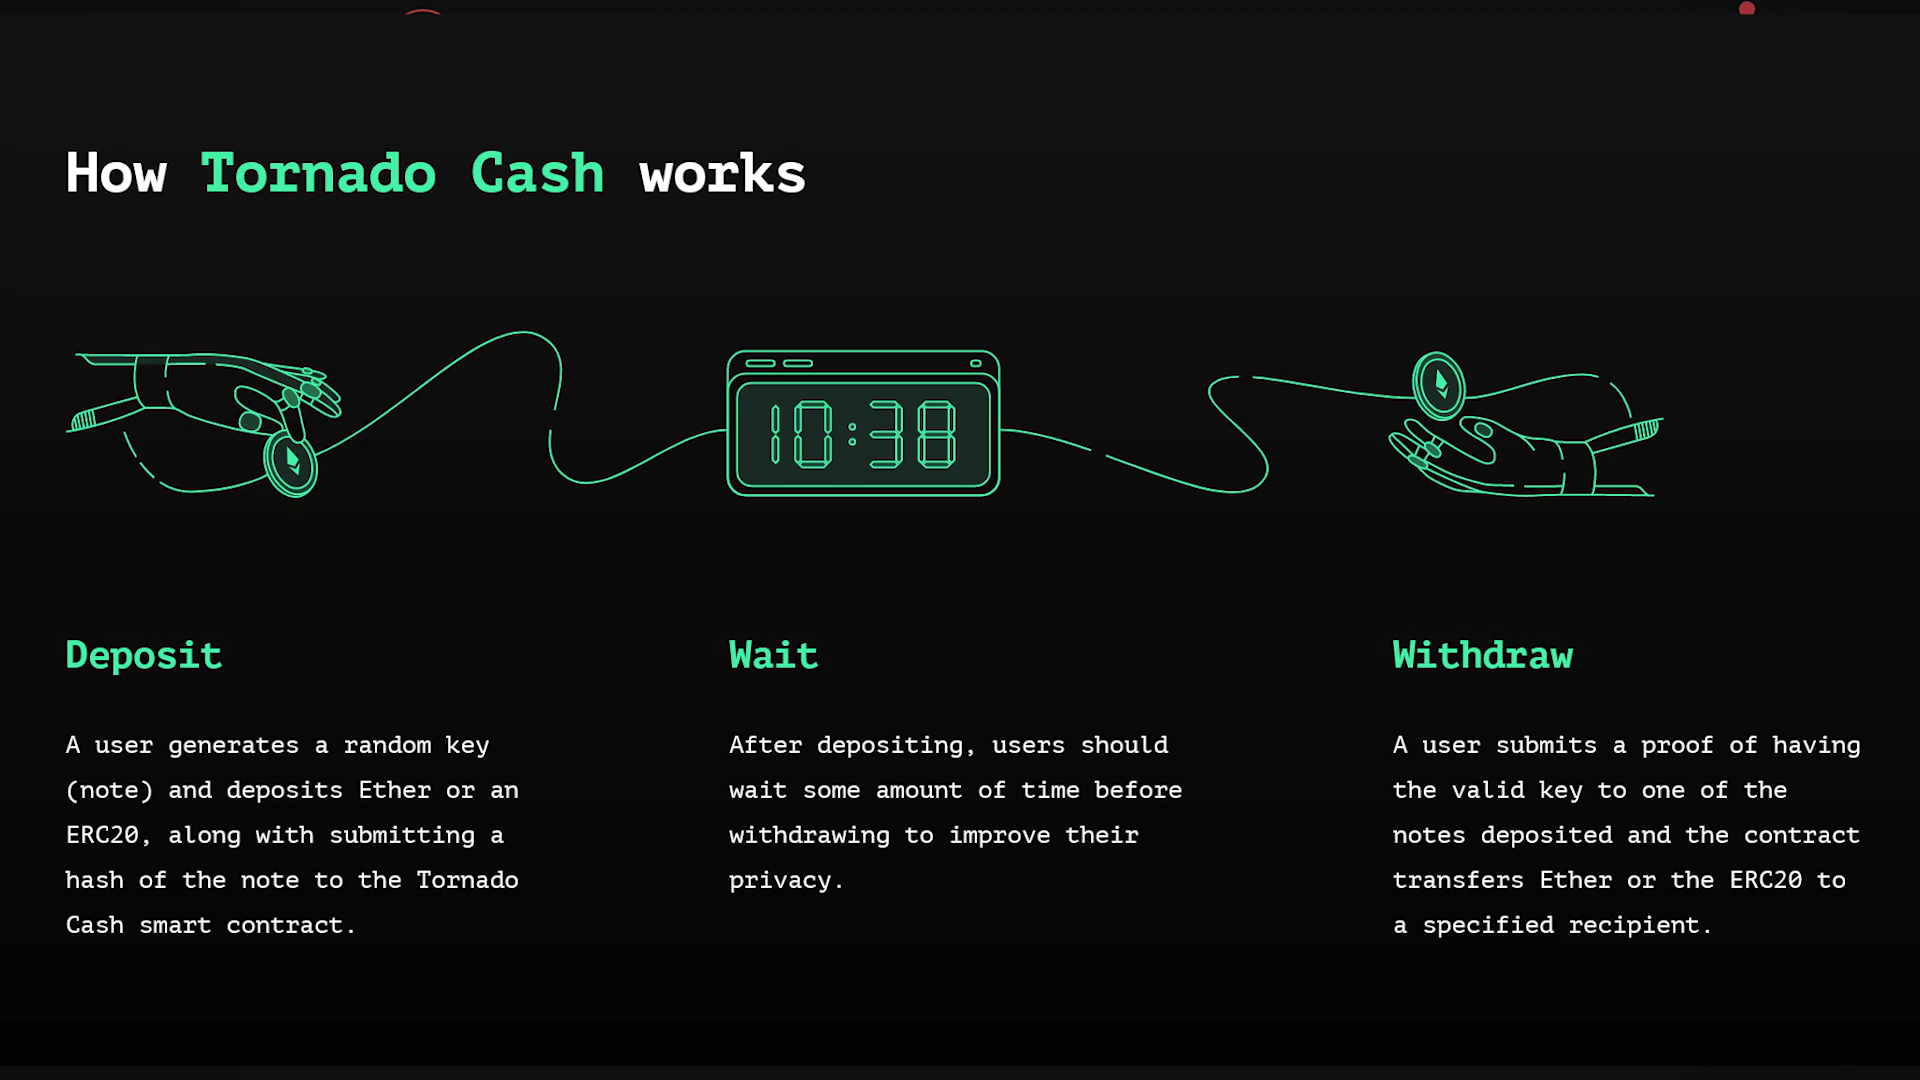 How Tornado Cash works
10:38
Deposit
A user generates a random key
(note) and deposits Ether or an
ERC20, along with submitting a
hash of the note to the Tornado
Cash smart contract.
Wait
After depositing, users should
wait some amount of time before
withdrawing to improve their
privacy.
Withdraw
A user submits a proof of having
the valid key to one of the
notes deposited and the contract
transfers Ether or the ERC20 to
a specified recipient.